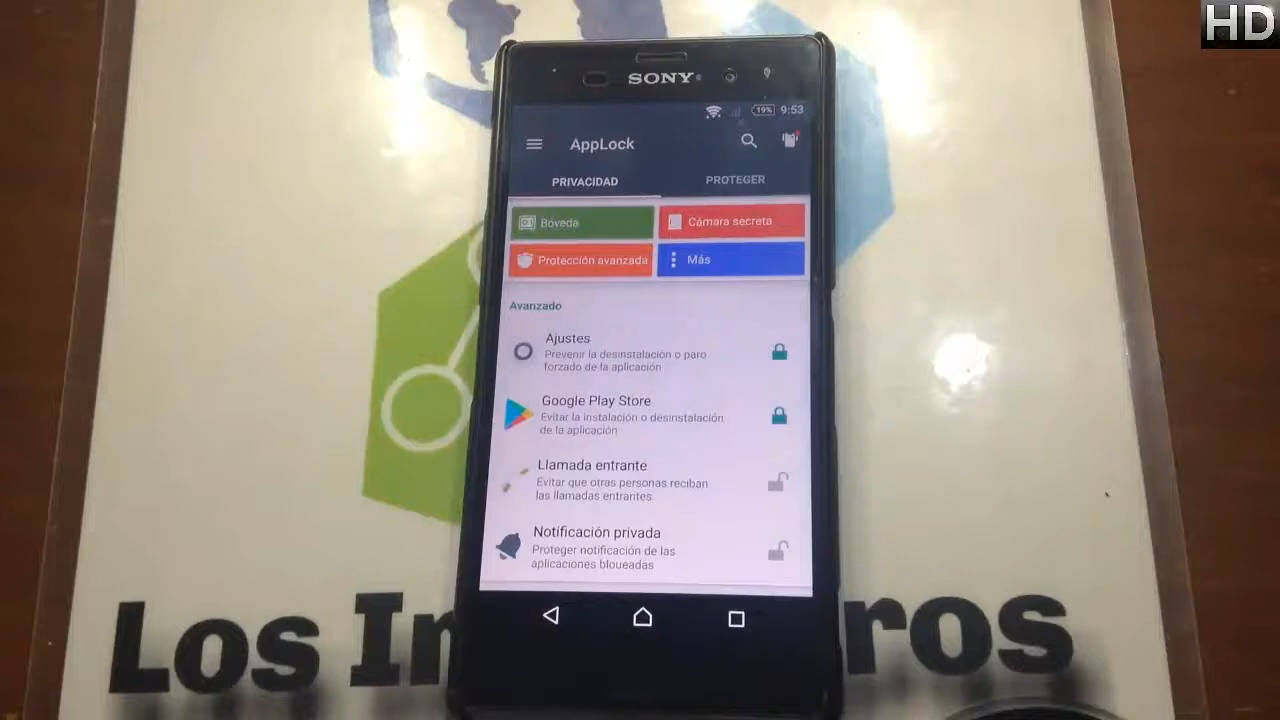 HD
SONY
19% 9:53
AppLock
PRIVACIDAD PROTEGER
Bóveda Cámara secreta
Protección avanzada Más
Avanzado
Ajustes
Prevenir la desinstalación o paro
forzado de la aplicación
Google Play Store
Evitar la instalación o desinstalación
de la aplicación
Llamada entrante
Evitar que otras personas reciban
las llamadas entrantes
Notificación privada
Proteger notificación de las
aplicaciones bloueadas
Los